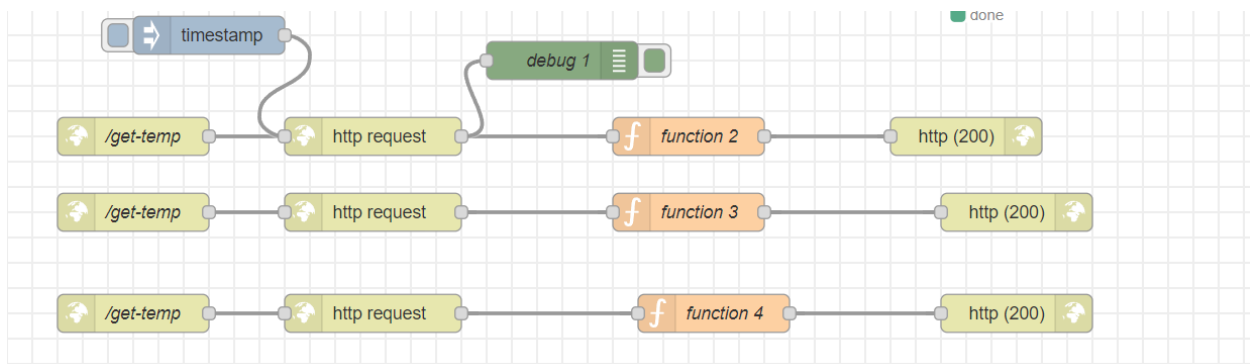 done
timestamp
debug 1
/get-temp http request function 2 http (200)
/get-temp http request function 3 http (200)
/get-temp http request function 4 http (200)